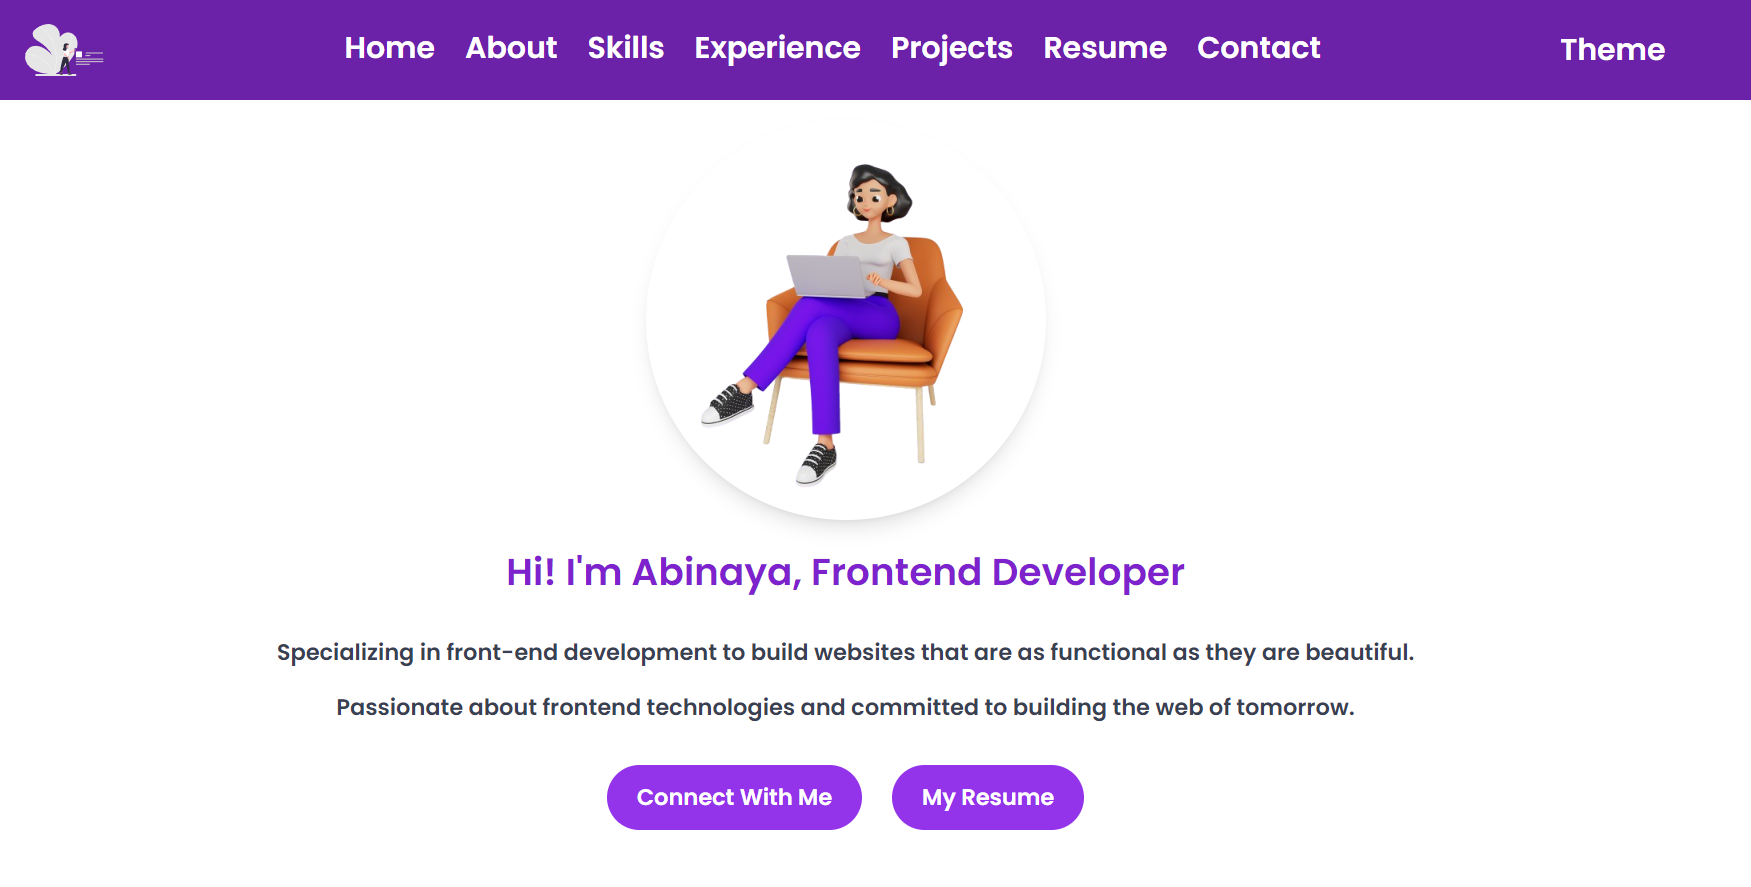 Home About Skills Experience Projects Resume Contact Theme
Hi! I'm Abinaya, Frontend Developer
Specializing in front-end development to build websites that are as functional as they are beautiful.
Passionate about frontend technologies and committed to building the web of tomorrow.
Connect With Me My Resume